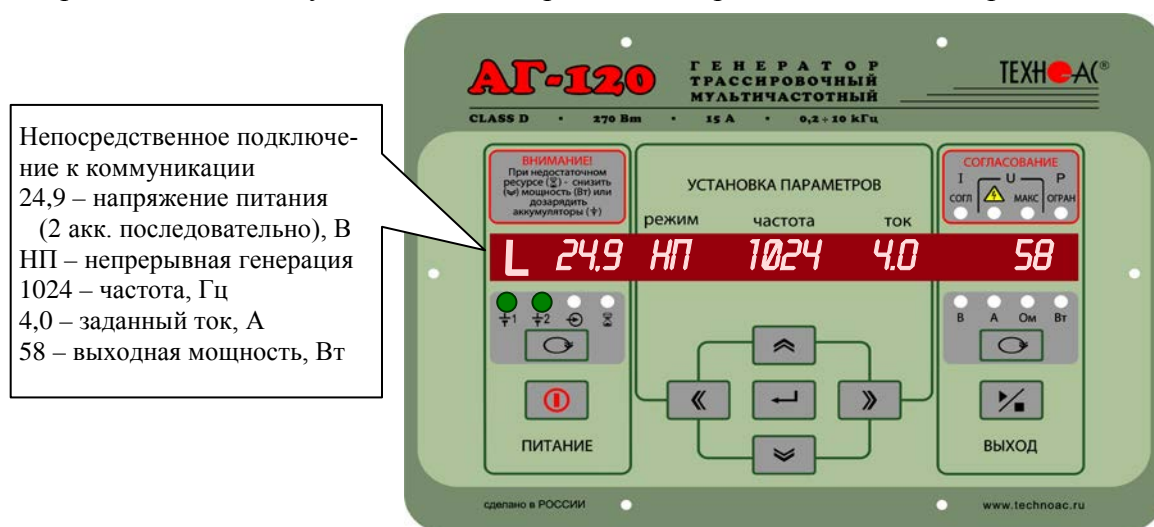 АГ-120
ГЕНЕРАТОР
ТРАССИРОВОЧНЫЙ
МУЛЬТИЧАСТОТНЫЙ
ТЕХНО-АС®
CLASS D • 270 Вт • 15 А • 0,2÷10 кГц
Непосредственное подключе-
ние к коммуникации
24,9 – напряжение питания
(2 акк. последовательно), В
НП – непрерывная генерация
1024 – частота, Гц
4,0 – заданный ток, А
58 – выходная мощность, Вт
ВНИМАНИЕ!
При недостаточном
ресурсе (⌛) - снизить
(⌄) мощность (Вт) или
дозарядить
аккумуляторы (⏚)
УСТАНОВКА ПАРАМЕТРОВ
режим частота ток
СОГЛАСОВАНИЕ
I U P
СОГЛ МАКС ОГРАН
L 24,9 НП 1024 4.0 58
1 2
В А Ом Вт
ПИТАНИЕ
ВЫХОД
сделано в РОССИИ
www.technoac.ru